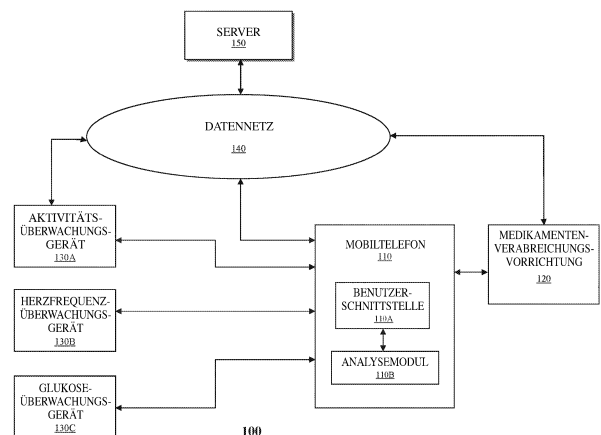 SERVER
150
DATENNETZ
140
AKTIVITÄTS-
ÜBERWACHUNGS-
GERÄT
130A
MOBILTELEFON
110
MEDIKAMENTEN-
VERABREICHUNGS-
VORRICHTUNG
120
HERZFREQUENZ-
ÜBERWACHUNGS-
GERÄT
130B
BENUTZER-
SCHNITTSTELLE
110A
ANALYSEMODUL
110B
GLUKOSE-
ÜBERWACHUNGS-
GERÄT
130C
100